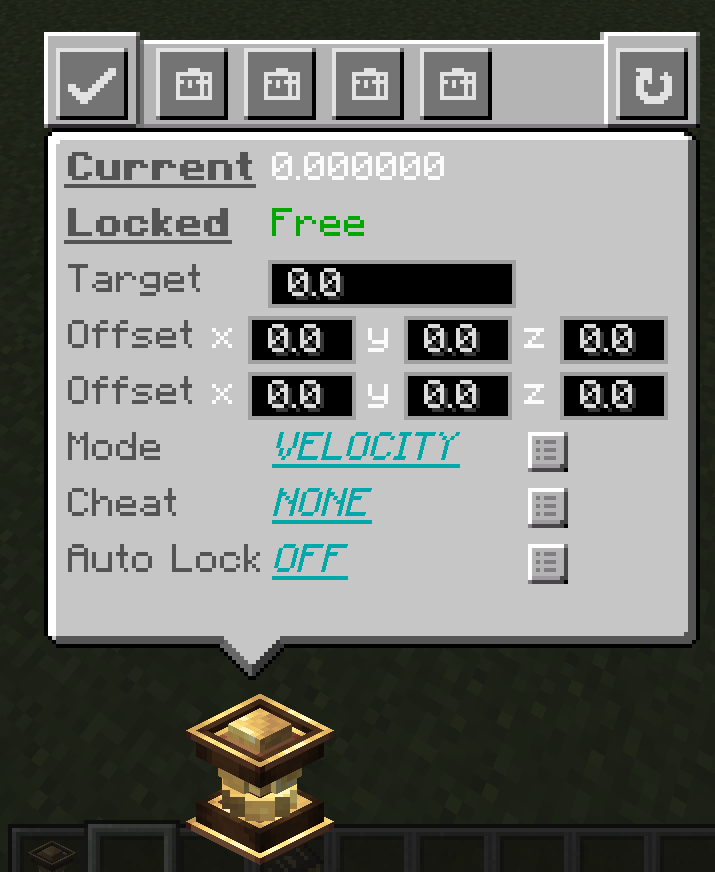 Current 0.000000
Locked Free
Target 0.0
Offset x 0.0 y 0.0 z 0.0
Offset x 0.0 y 0.0 z 0.0
Mode VELOCITY
Cheat NONE
Auto Lock OFF